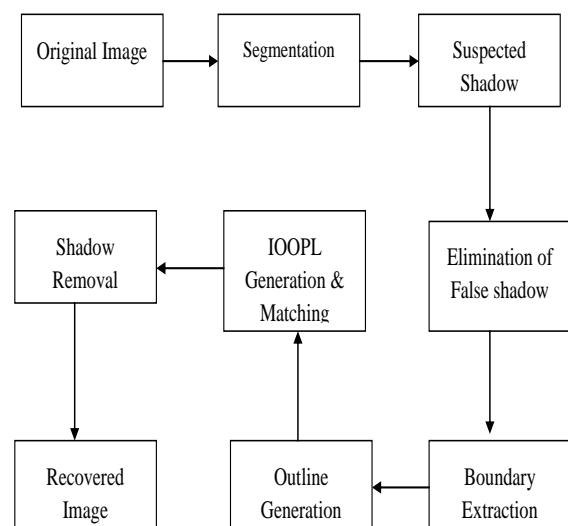 Original Image
Segmentation
Suspected
Shadow
Shadow
Removal
IOOPL
Generation &
Matching
Elimination of
False shadow
Recovered
Image
Outline
Generation
Boundary
Extraction